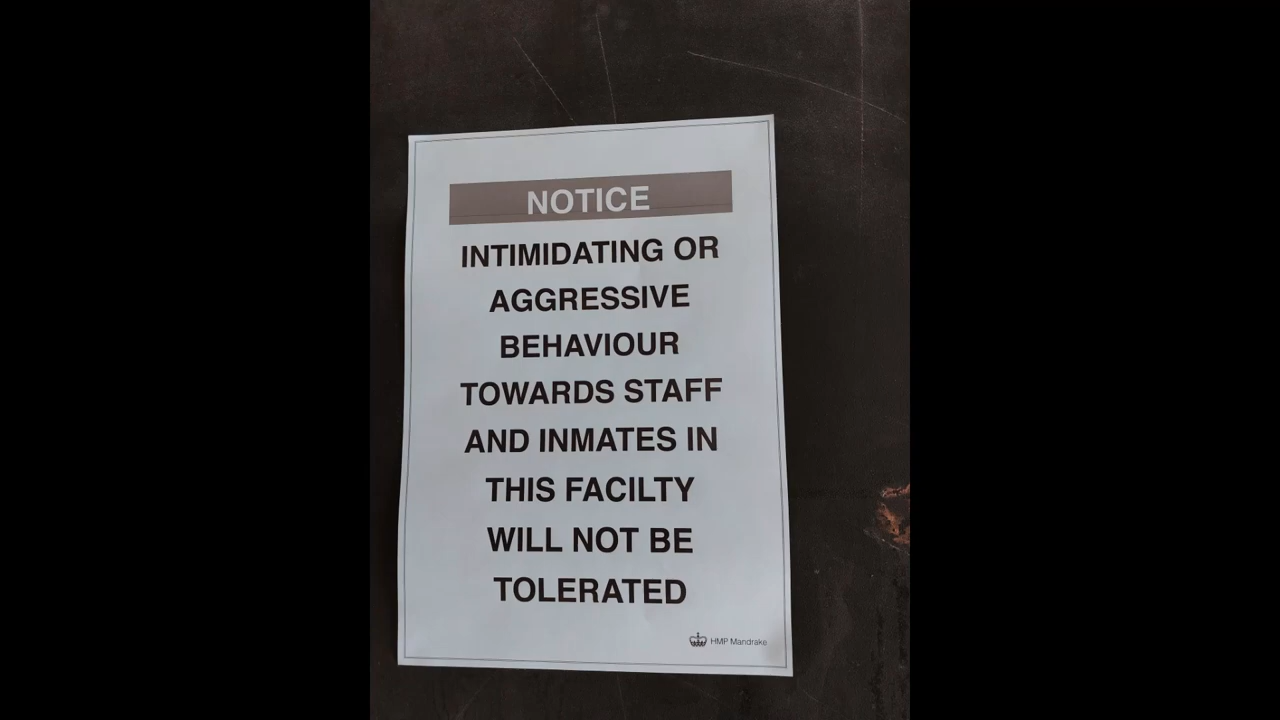 NOTICE
INTIMIDATING OR
AGGRESSIVE
BEHAVIOUR
TOWARDS STAFF
AND INMATES IN
THIS FACILTY
WILL NOT BE
TOLERATED
HMP Mandrake